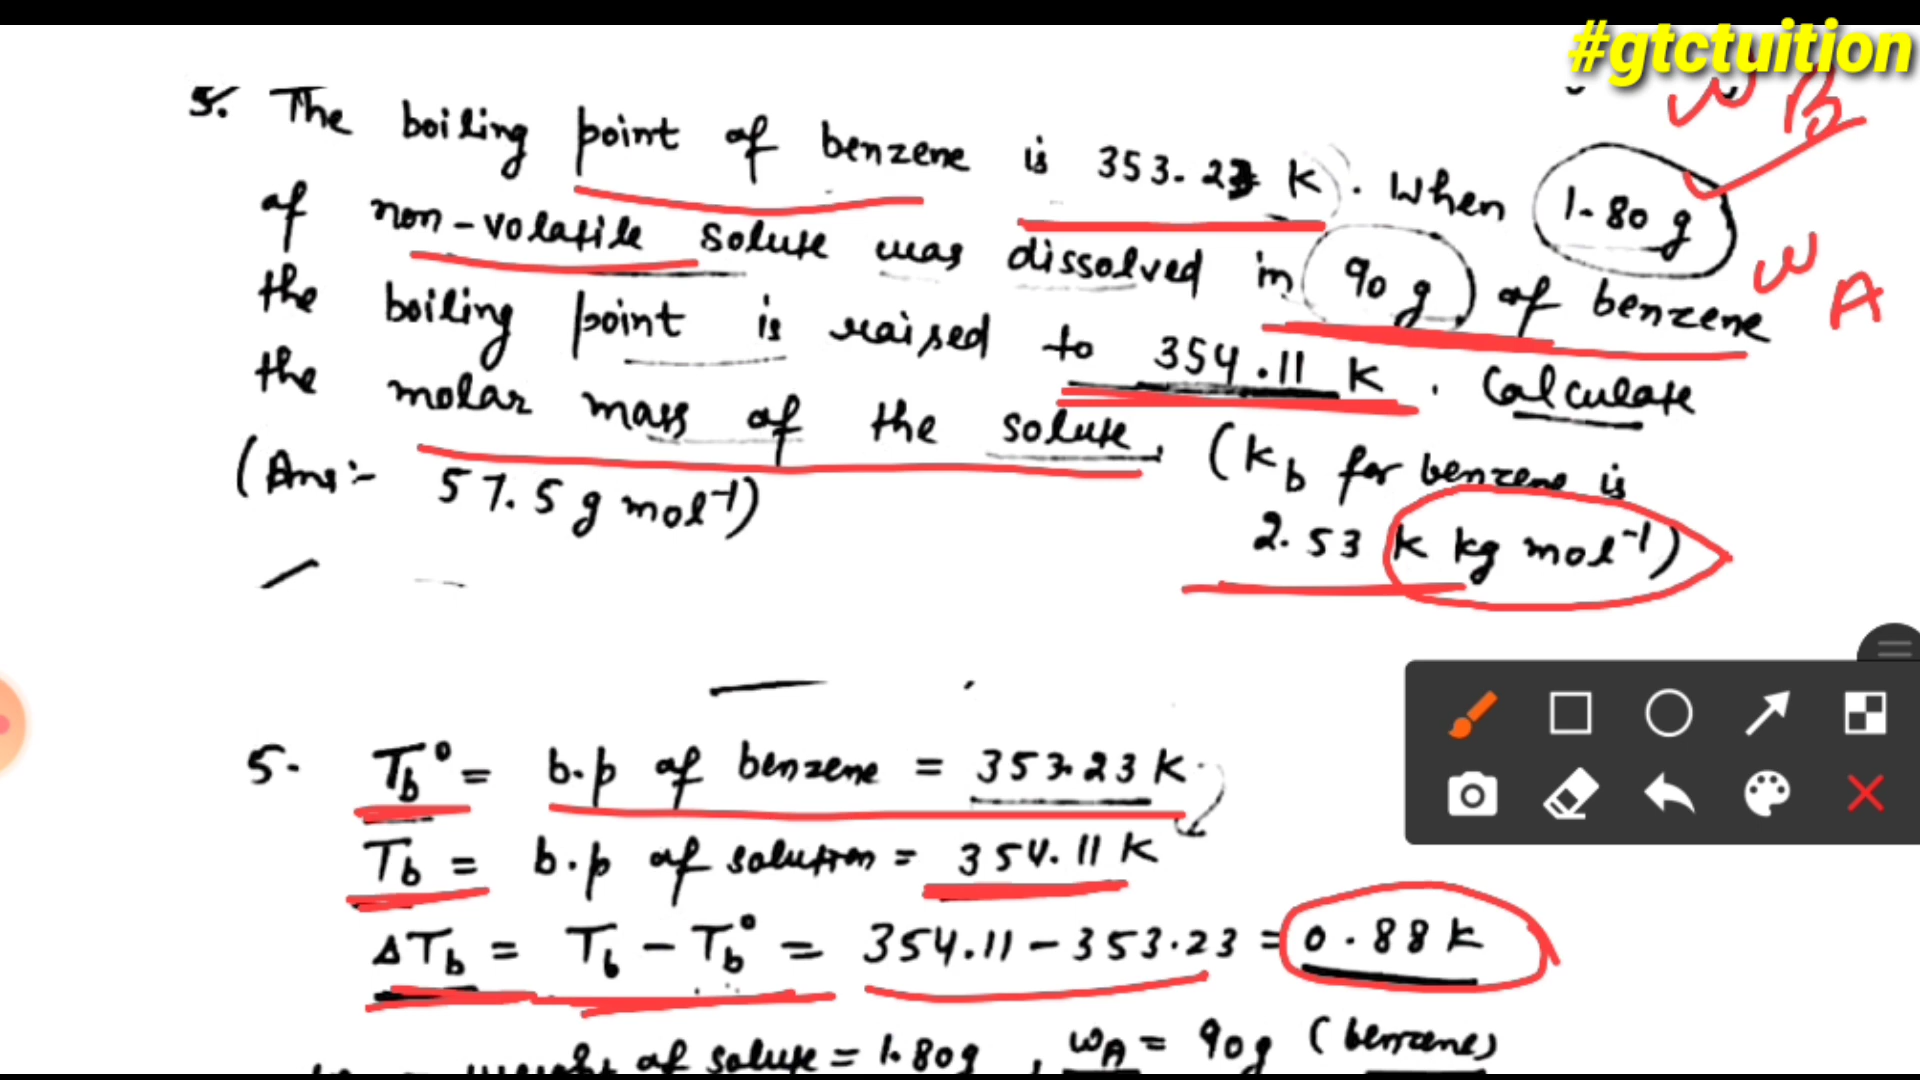 #gtctuition
5. The boiling point of benzene is 353.23 K. When 1.80 g
W B
of non-volatile solute was dissolved in 90 g of benzene
W A
the boiling point is raised to 354.11 K. Calculate
the molar mass of the solute. (Kb for benzene is
(Ans:- 57.5 g mol⁻¹)
2.53 K kg mol⁻¹)
5. Tb° = b.p of benzene = 353.23 K
Tb = b.p of solution = 354.11 K
ΔTb = Tb - Tb° = 354.11 - 353.23 = 0.88 K
weight of solute = 1.80g, WA = 90g (benzene)